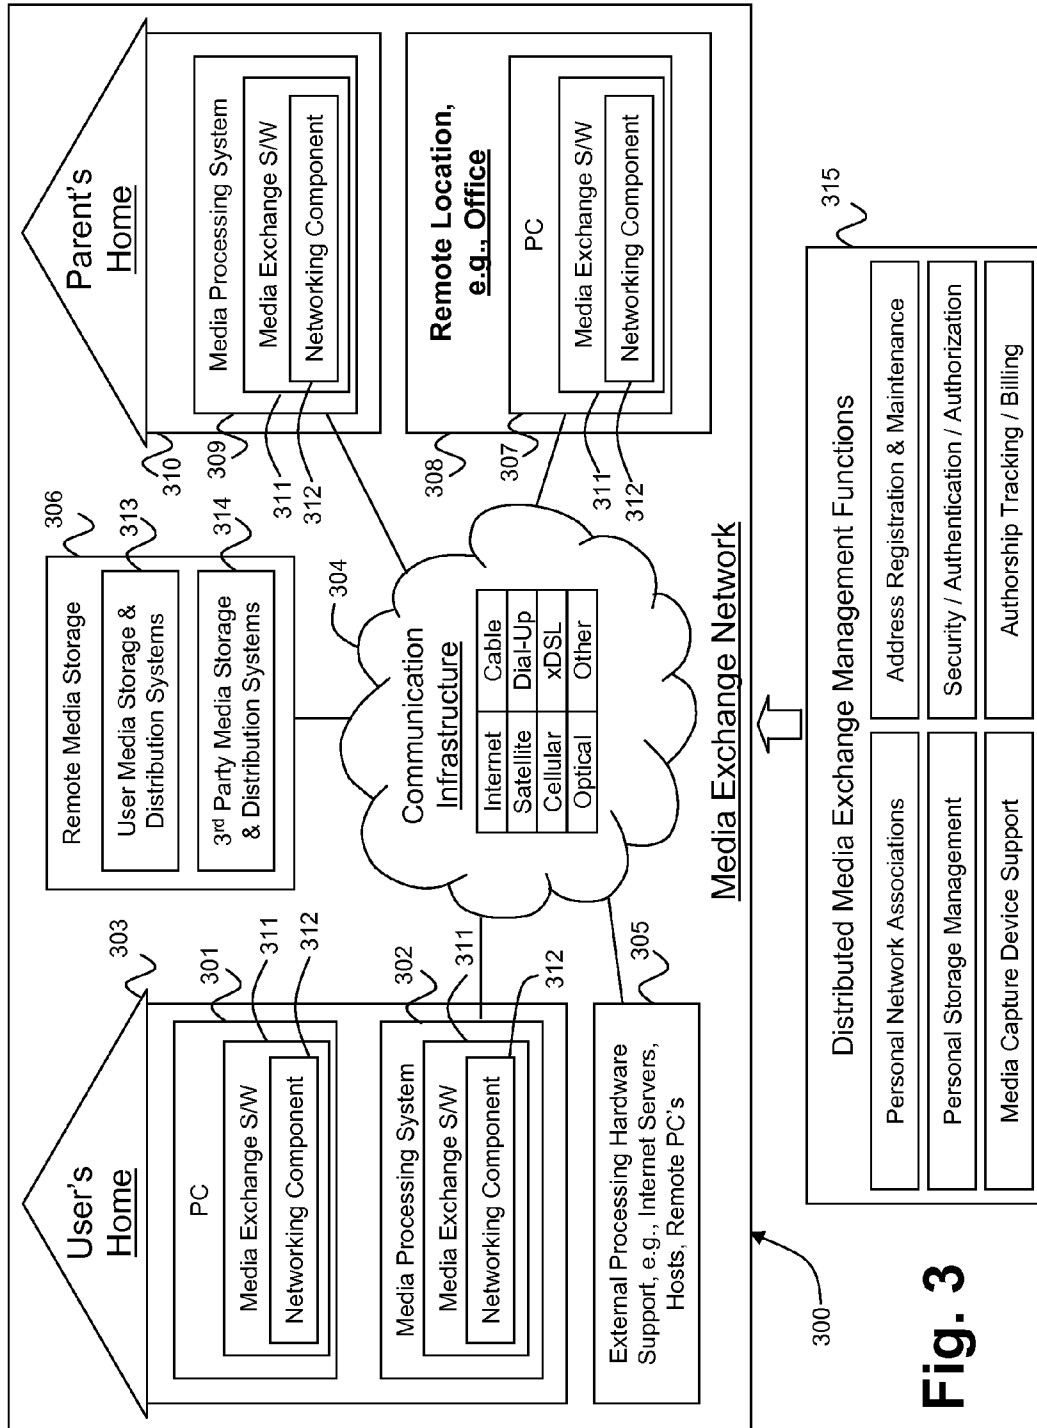 User's
Home
303
PC
301
Media Exchange S/W
311
Networking Component
312
Media Processing System
302
Media Exchange S/W
311
Networking Component
312
External Processing Hardware
Support, e.g., Internet Servers,
Hosts, Remote PC's
305
Remote Media Storage
306
User Media Storage &
Distribution Systems
313
3rd Party Media Storage
& Distribution Systems
314
304
Communication
Infrastructure
Internet Cable
Satellite Dial-Up
Cellular xDSL
Optical Other
Parent's
Home
310
Media Processing System
309
Media Exchange S/W
311
Networking Component
312
Remote Location,
e.g., Office
308
PC
307
Media Exchange S/W
311
Networking Component
312
Media Exchange Network
300
Distributed Media Exchange Management Functions
315
Personal Network Associations
Address Registration & Maintenance
Personal Storage Management
Security / Authentication / Authorization
Media Capture Device Support
Authorship Tracking / Billing
Fig. 3